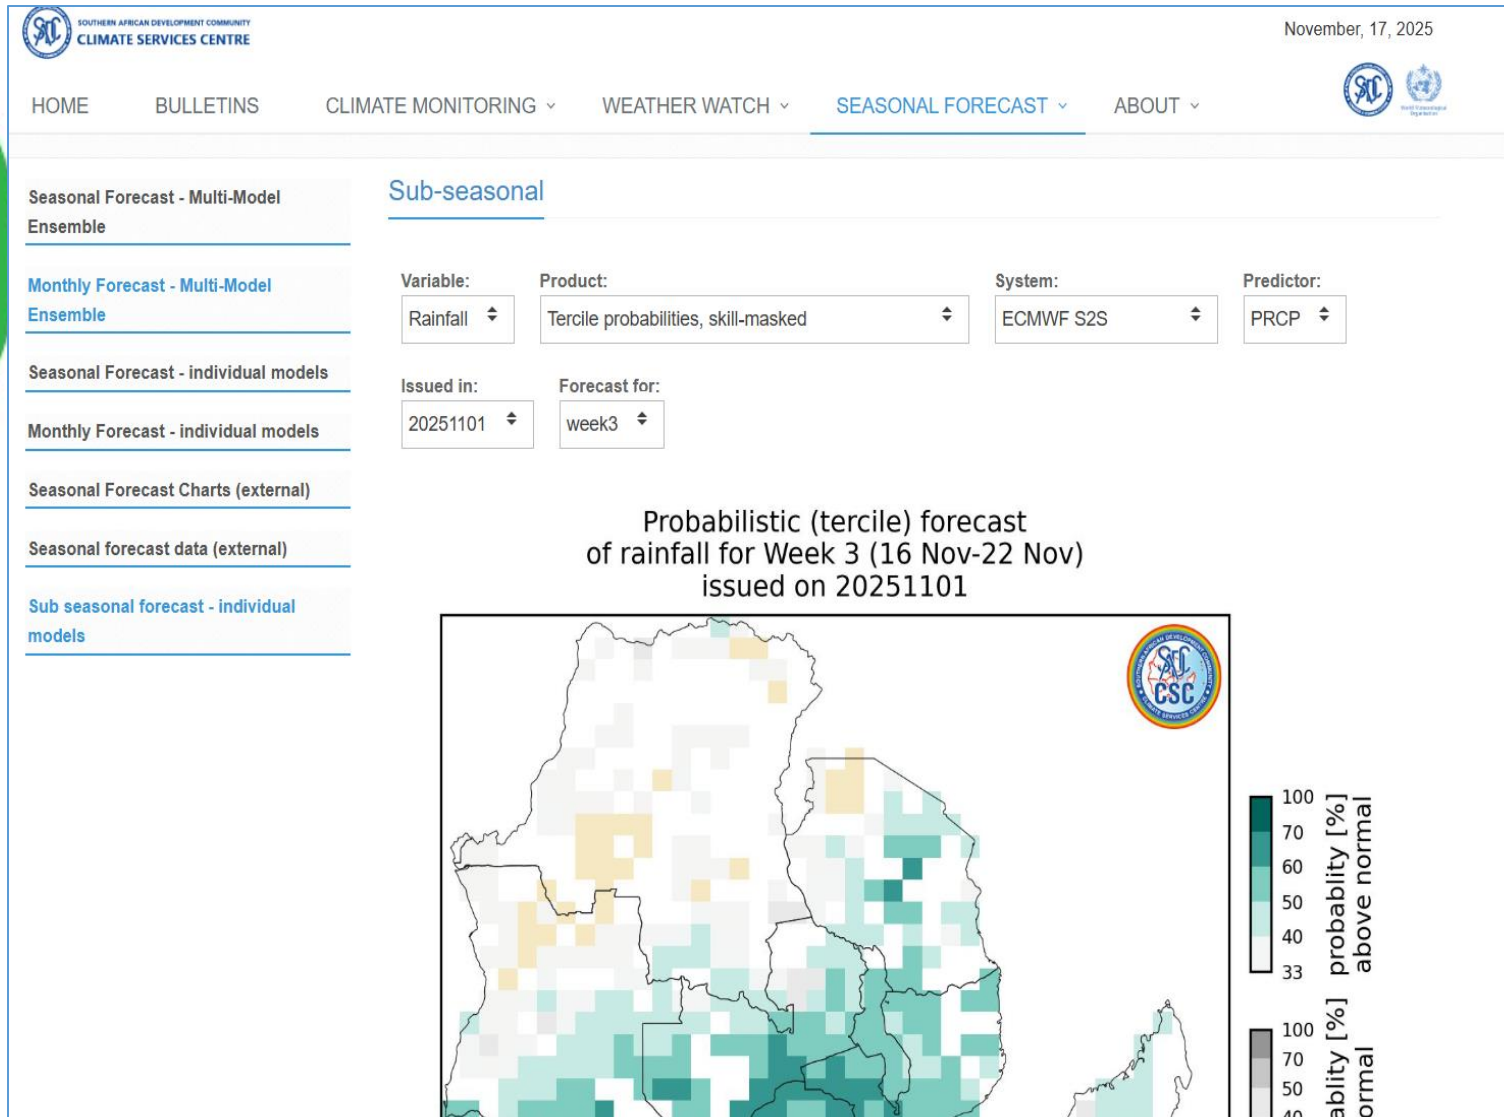 SOUTHERN AFRICAN DEVELOPMENT COMMUNITY
CLIMATE SERVICES CENTRE
November, 17, 2025
HOME BULLETINS CLIMATE MONITORING WEATHER WATCH SEASONAL FORECAST ABOUT
Seasonal Forecast - Multi-Model
Ensemble
Monthly Forecast - Multi-Model
Ensemble
Seasonal Forecast - individual models
Monthly Forecast - individual models
Seasonal Forecast Charts (external)
Seasonal forecast data (external)
Sub seasonal forecast - individual
models
Sub-seasonal
Variable: Product: System: Predictor:
Rainfall Tercile probabilities, skill-masked ECMWF S2S PRCP
Issued in: Forecast for:
20251101 week3
Probabilistic (tercile) forecast
of rainfall for Week 3 (16 Nov-22 Nov)
issued on 20251101
SADC
CSC
100
70
60
50
40
33
probablity [%]
above normal
100
70
50
40